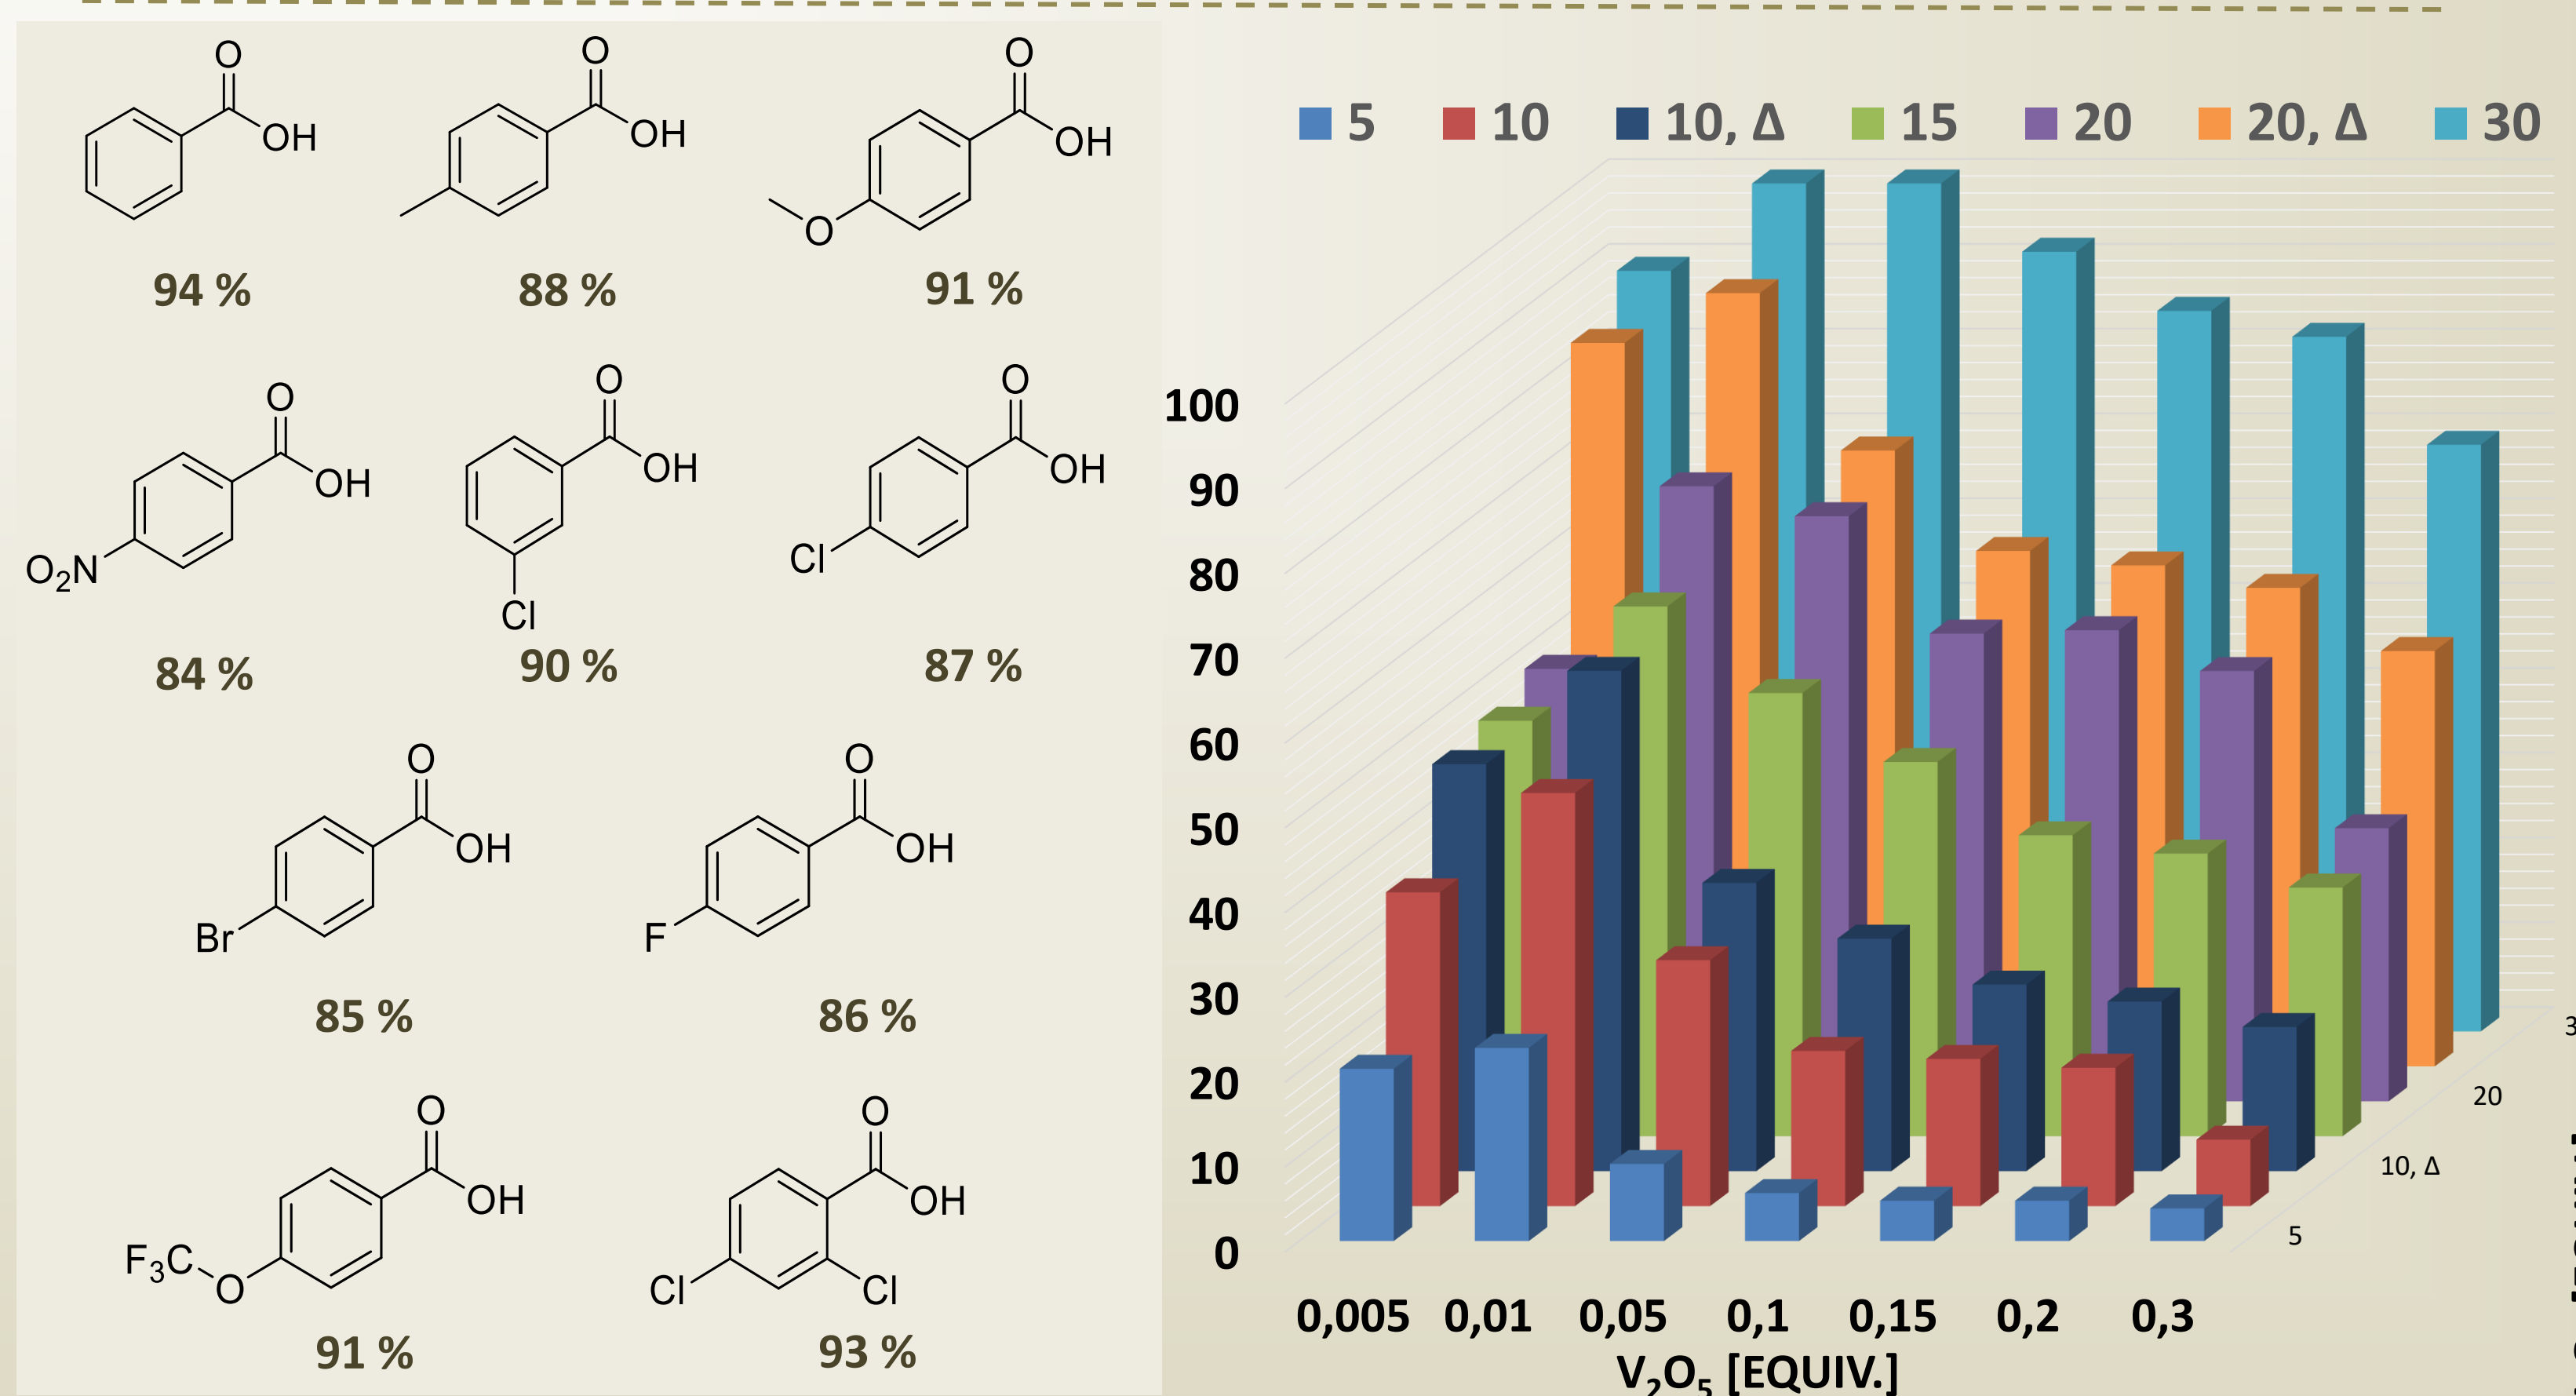 O
OH
94 %
O
OH
88 %
O
OH
O
91 %
O
OH
O₂N
84 %
O
OH
Cl
90 %
O
OH
Cl
87 %
O
OH
Br
85 %
O
OH
F
86 %
O
OH
F₃C
O
91 %
O
OH
Cl
Cl
93 %
5 10 10, Δ 15 20 20, Δ 30
100
90
80
70
60
50
40
30
20
10
0
20
10, Δ
5
0,005 0,01 0,05 0,1 0,15 0,2 0,3
V₂O₅ [EQUIV.]